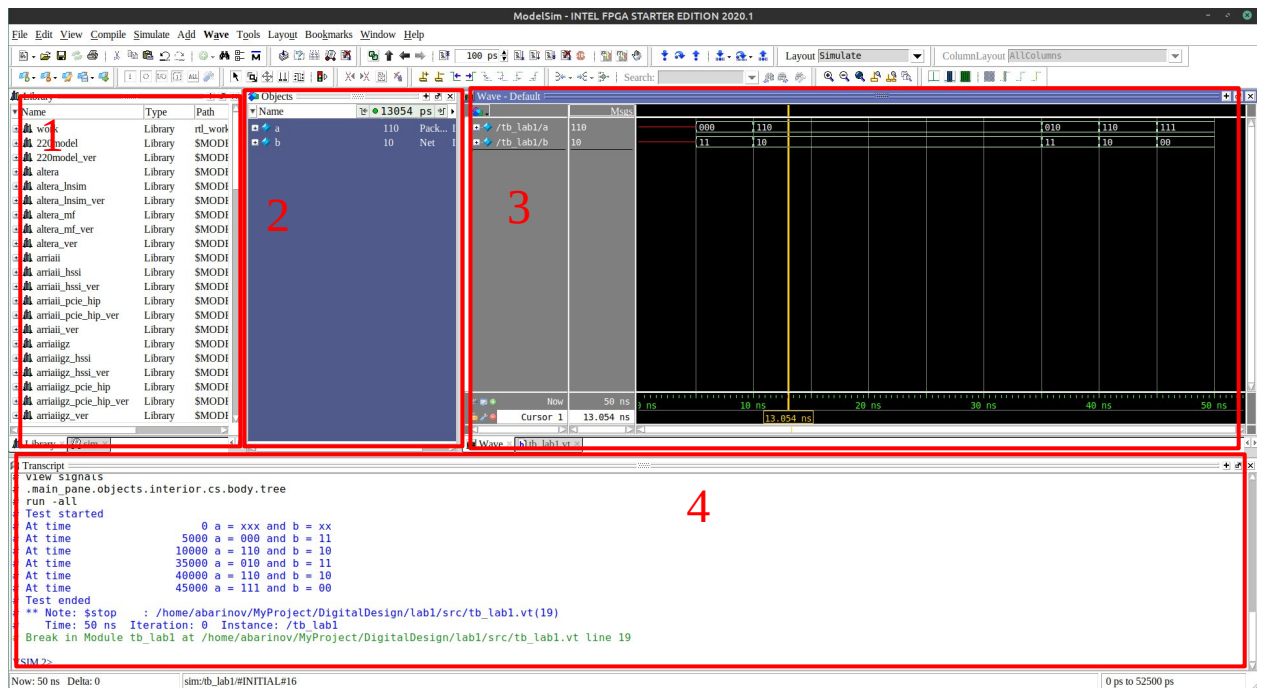 ModelSim - INTEL FPGA STARTER EDITION 2020.1
File Edit View Compile Simulate Add Wave Tools Layout Bookmarks Window Help
100 ps Layout Simulate ColumnLayout AllColumns
Search:
Library
Name Type Path
work Library rtl_work
220model Library $MODE
220model_ver Library $MODE
altera Library $MODE
altera_lnsim Library $MODE
altera_lnsim_ver Library $MODE
altera_mf Library $MODE
altera_mf_ver Library $MODE
altera_ver Library $MODE
arriaii Library $MODE
arriaii_hssi Library $MODE
arriaii_hssi_ver Library $MODE
arriaii_pcie_hip Library $MODE
arriaii_pcie_hip_ver Library $MODE
arriaii_ver Library $MODE
arriaiigz Library $MODE
arriaiigz_hssi Library $MODE
arriaiigz_hssi_ver Library $MODE
arriaiigz_pcie_hip Library $MODE
arriaiigz_pcie_hip_ver Library $MODE
arriaiigz_ver Library $MODE
Library sim
1
Objects
Name 13054 ps
a 110 Pack...
b 10 Net
2
Wave - Default
Msgs
/tb_lab1/a 110 000 110 010 110 111
/tb_lab1/b 10 11 10 11 10 00
3
Now 50 ns 10 ns 20 ns 30 ns 40 ns 50 ns
Cursor 1 13.054 ns 13.054 ns
Wave tb_lab1.vt
Transcript
# view signals
# .main_pane.objects.interior.cs.body.tree
# run -all
# Test started
# At time 0 a = xxx and b = xx
# At time 5000 a = 000 and b = 11
# At time 10000 a = 110 and b = 10
# At time 35000 a = 010 and b = 11
# At time 40000 a = 110 and b = 10
# At time 45000 a = 111 and b = 00
# Test ended
# ** Note: $stop : /home/abarinov/MyProject/DigitalDesign/lab1/src/tb_lab1.vt(19)
# Time: 50 ns Iteration: 0 Instance: /tb_lab1
# Break in Module tb_lab1 at /home/abarinov/MyProject/DigitalDesign/lab1/src/tb_lab1.vt line 19
VSIM 2>
4
Now: 50 ns Delta: 0 sim:/tb_lab1/#INITIAL#16 0 ps to 52500 ps